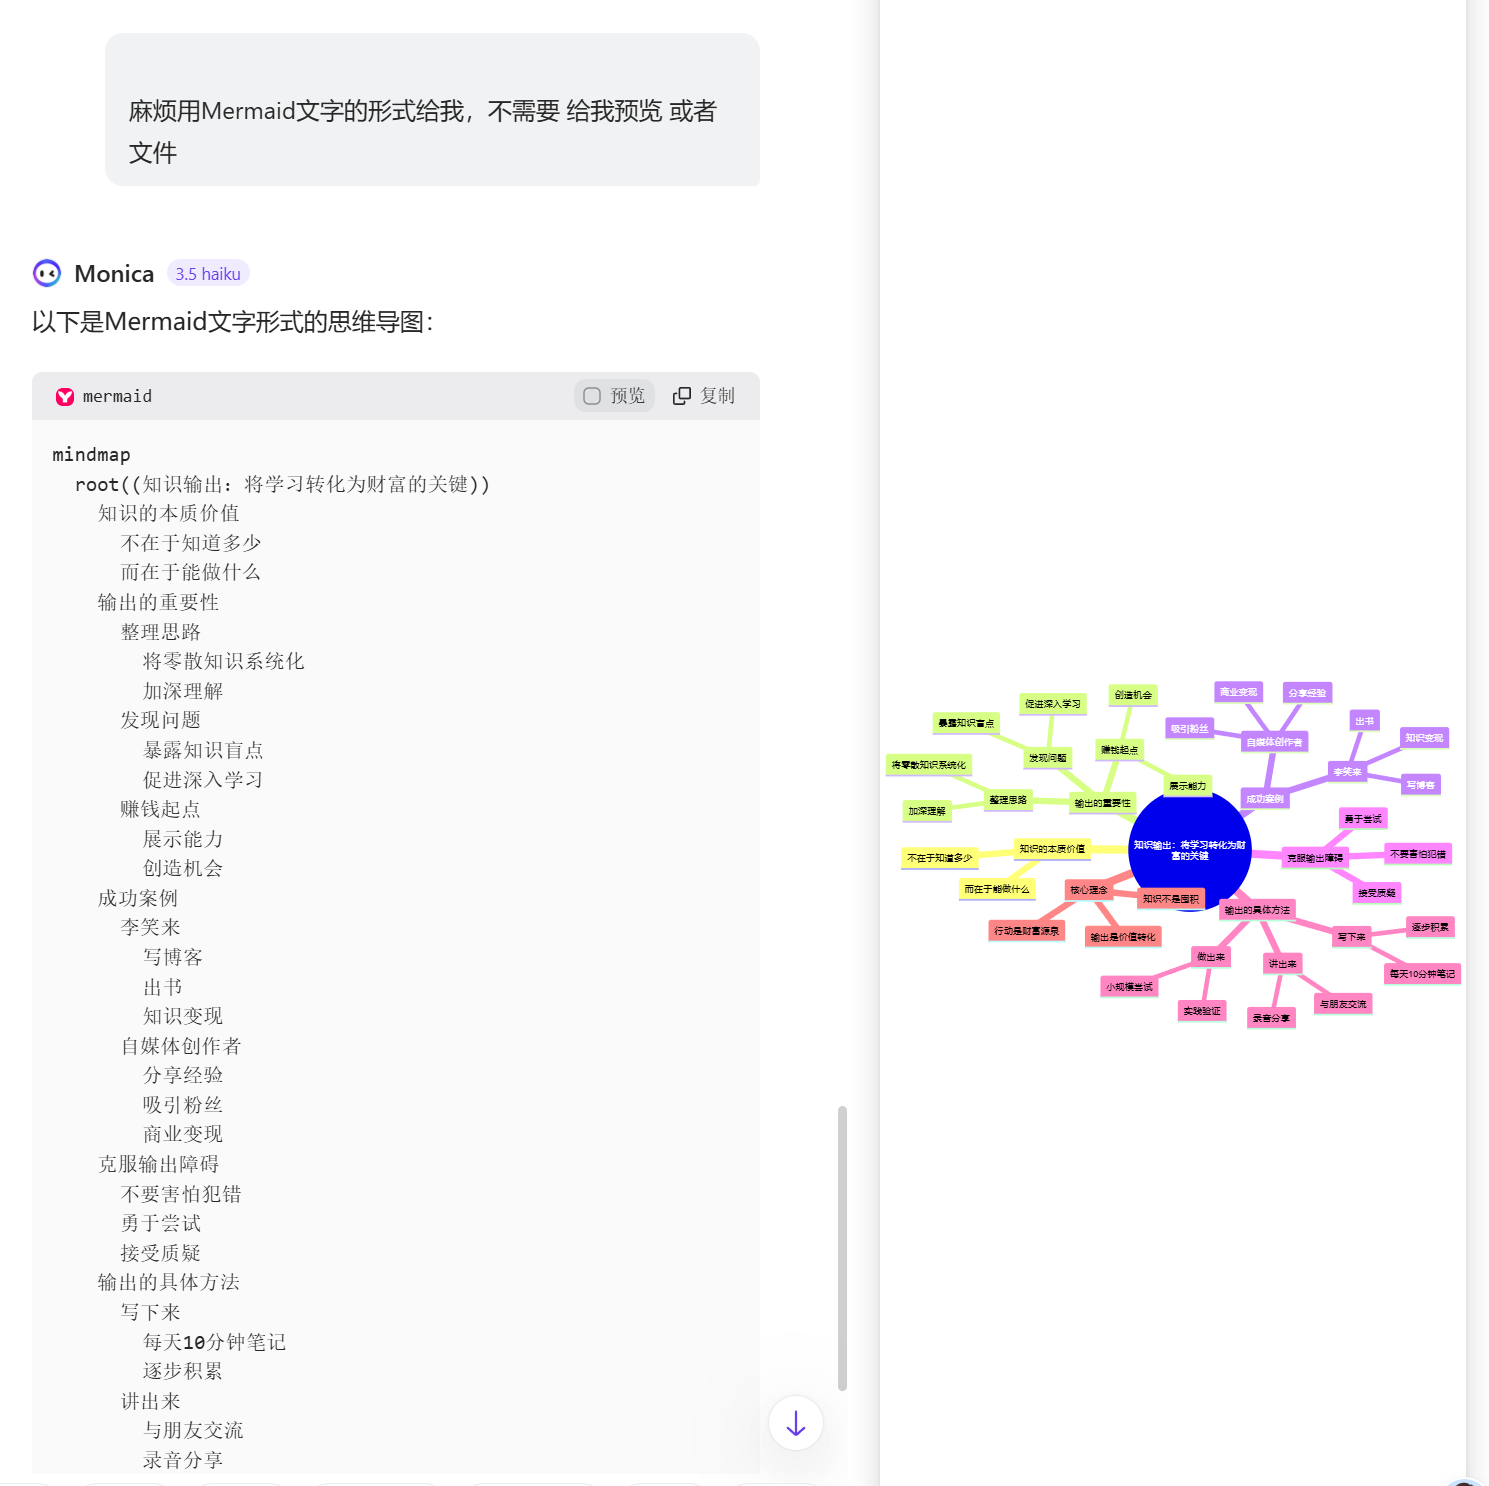 麻烦用Mermaid文字的形式给我，不需要 给我预览 或者
文件
Monica 3.5 haiku
以下是Mermaid文字形式的思维导图：
mermaid 预览 复制
mindmap
root((知识输出：将学习转化为财富的关键))
知识的本质价值
不在于知道多少
而在于能做什么
输出的重要性
整理思路
将零散知识系统化
加深理解
发现问题
暴露知识盲点
促进深入学习
赚钱起点
展示能力
创造机会
成功案例
李笑来
写博客
出书
知识变现
自媒体创作者
分享经验
吸引粉丝
商业变现
克服输出障碍
不要害怕犯错
勇于尝试
接受质疑
输出的具体方法
写下来
每天10分钟笔记
逐步积累
讲出来
与朋友交流
录音分享
商业变现
分享经验
创造机会
促进深入学习
出书
暴露知识盲点
吸引粉丝
知识变现
自媒体创作者
赚钱起点
发现问题
将零散知识系统化
李笑来
展示能力
写博客
整理思路
输出的重要性
成功案例
加深理解
勇于尝试
知识输出：将学习转化为财
富的关键
知识的本质价值
不在于知道多少
克服输出障碍
不要害怕犯错
而在于能做什么
核心理念
接受质疑
知识不是囤积
输出的具体方法
行动是财富源泉
输出是价值转化
写下来
逐步积累
做出来
讲出来
每天10分钟笔记
小规模尝试
实践验证
与朋友交流
录音分享